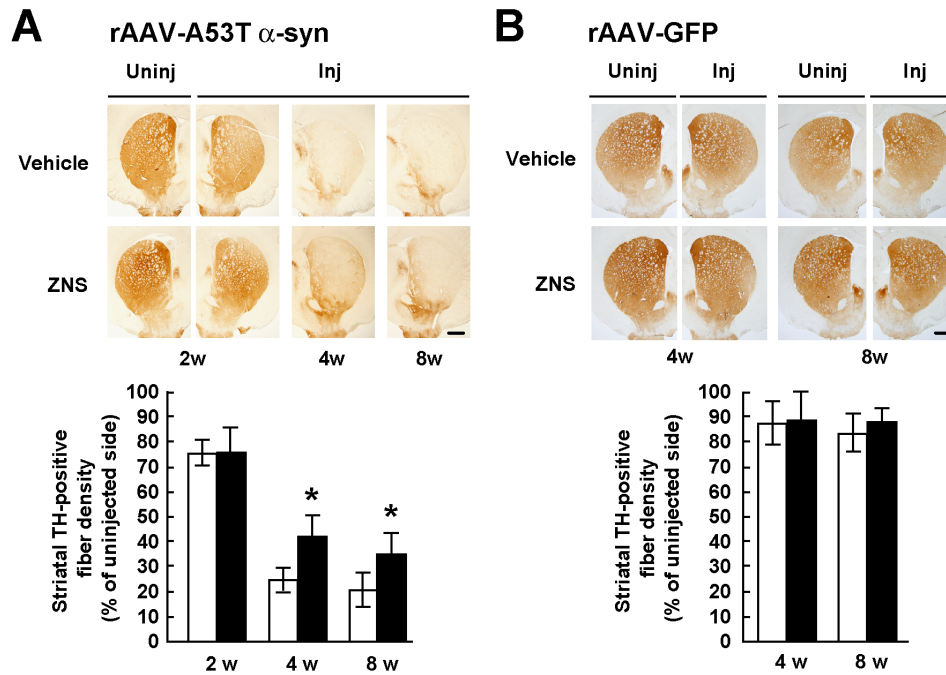 A rAAV-A53T α-syn
Uninj Inj
Vehicle
ZNS
2w 4w 8w
100
90
80
70
60
50
40
30
20
10
0
Striatal TH-positive
fiber density
(% of uninjected side)
* *
2 w 4 w 8 w
B rAAV-GFP
Uninj Inj Uninj Inj
Vehicle
ZNS
4w 8w
100
90
80
70
60
50
40
30
20
10
0
Striatal TH-positive
fiber density
(% of uninjected side)
4 w 8 w